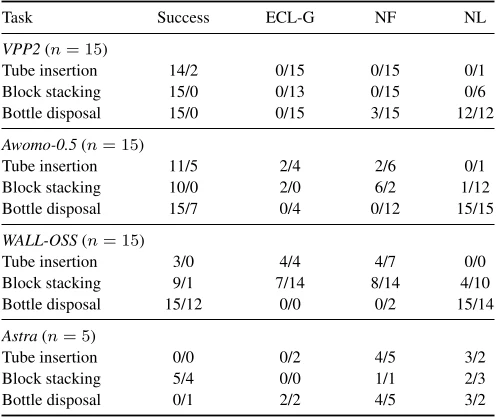 Task Success ECL-G NF NL
VPP2 (n = 15)
Tube insertion 14/2 0/15 0/15 0/1
Block stacking 15/0 0/13 0/15 0/6
Bottle disposal 15/0 0/15 3/15 12/12
Awomo-0.5 (n = 15)
Tube insertion 11/5 2/4 2/6 0/1
Block stacking 10/0 2/0 6/2 1/12
Bottle disposal 15/7 0/4 0/12 15/15
WALL-OSS (n = 15)
Tube insertion 3/0 4/4 4/7 0/0
Block stacking 9/1 7/14 8/14 4/10
Bottle disposal 15/12 0/0 0/2 15/14
Astra (n = 5)
Tube insertion 0/0 0/2 4/5 3/2
Block stacking 5/4 0/0 1/1 2/3
Bottle disposal 0/1 2/2 4/5 3/2